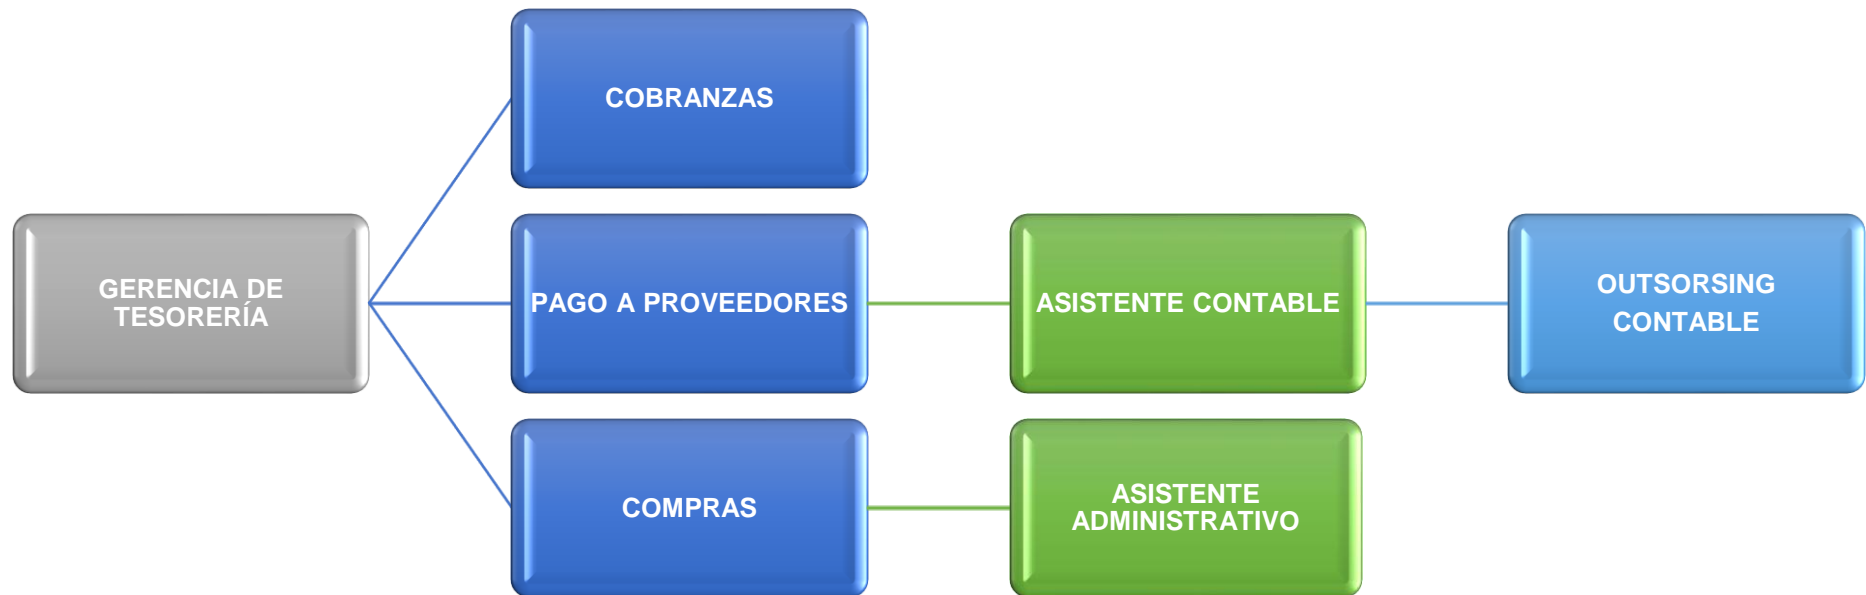 COBRANZAS
GERENCIA DE
TESORERÍA
PAGO A PROVEEDORES
ASISTENTE CONTABLE
OUTSORSING
CONTABLE
COMPRAS
ASISTENTE
ADMINISTRATIVO